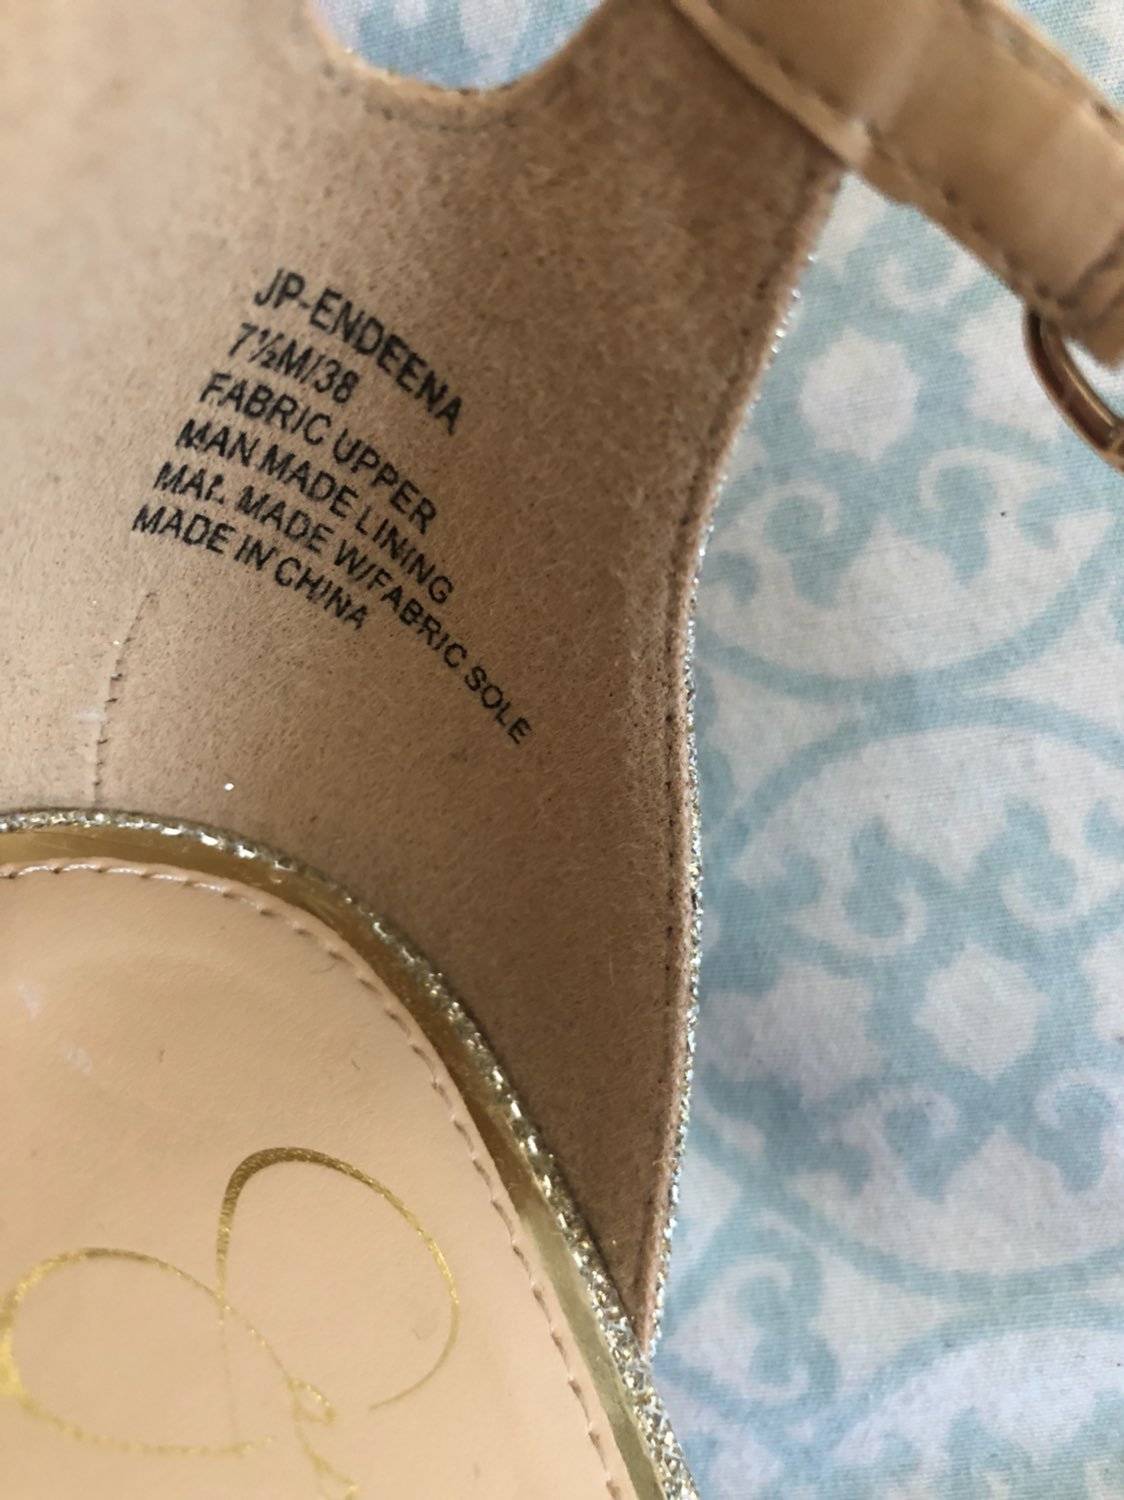 JP-ENDEENA
7½M/38
FABRIC UPPER
MAN MADE LINING
MAN MADE W/FABRIC SOLE
MADE IN CHINA